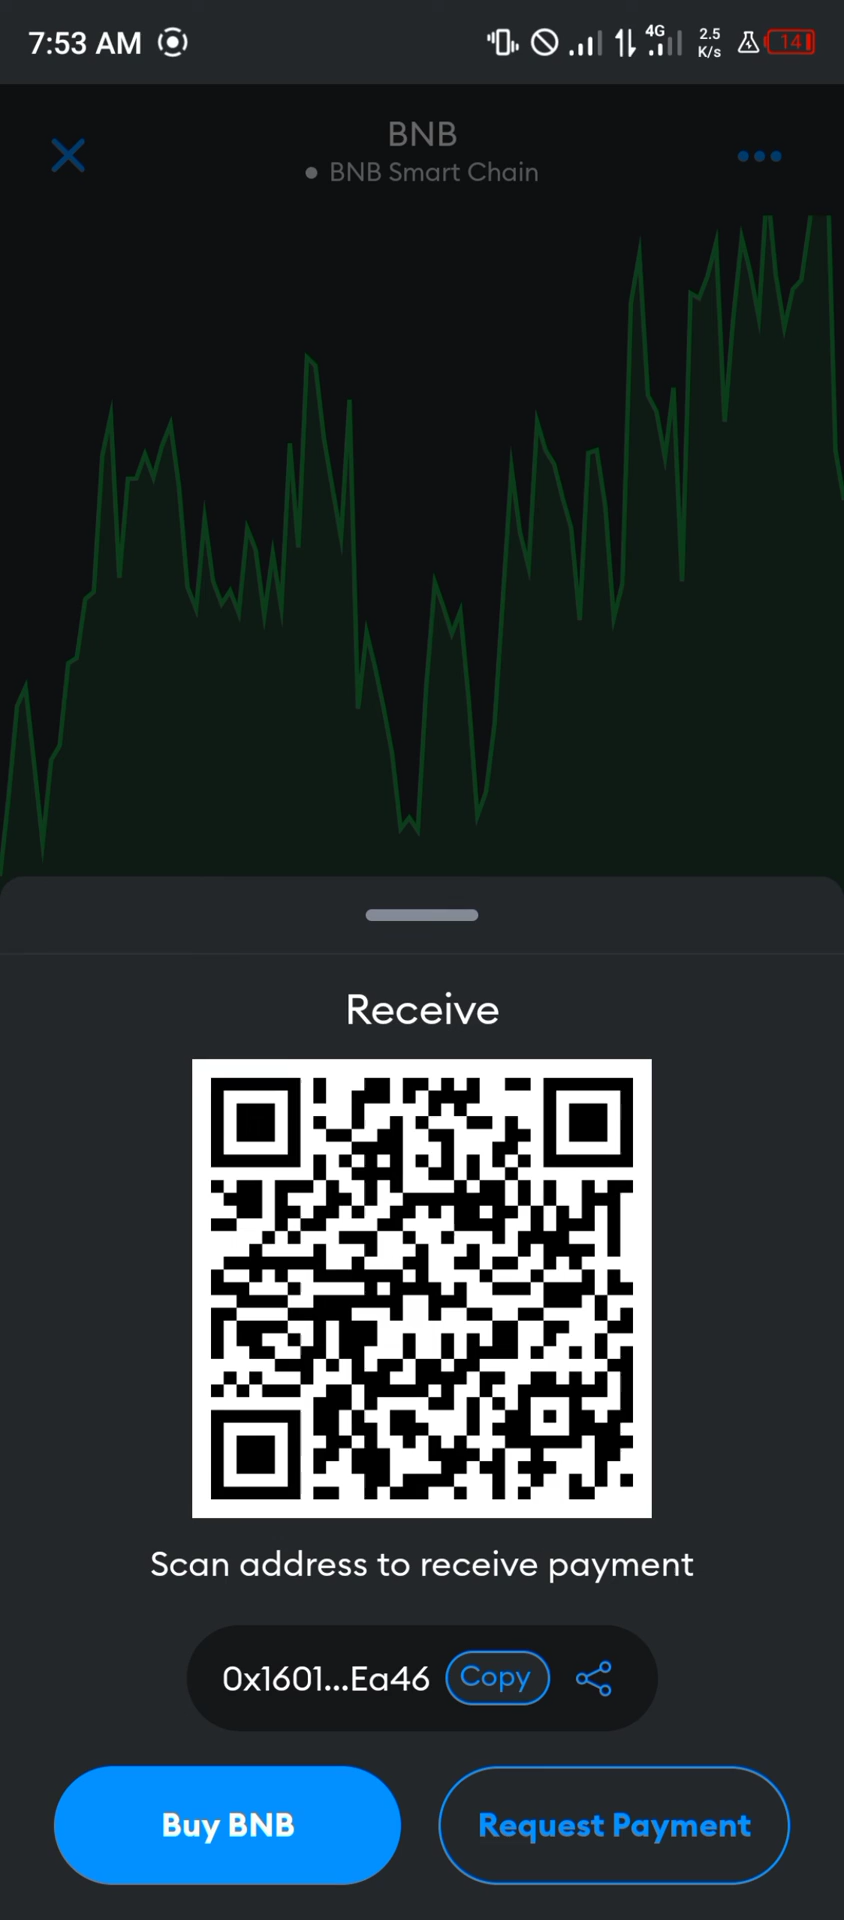 7:53 AM 4G 2.5 K/s 14
BNB
BNB Smart Chain
Receive
Scan address to receive payment
0x1601...Ea46 Copy
Buy BNB Request Payment